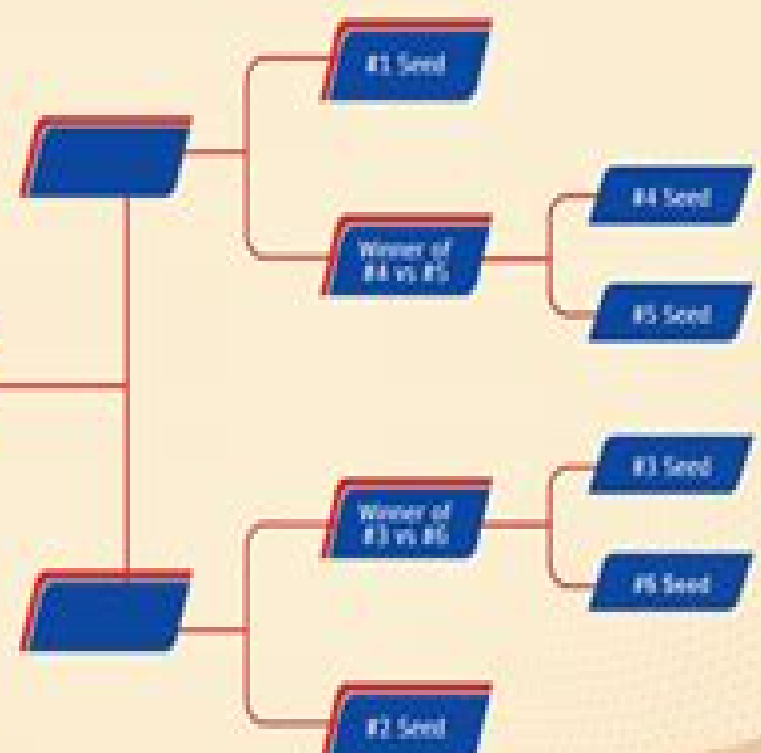 #1 Seed
#4 Seed
Winner of
#4 vs #5
#5 Seed
#3 Seed
Winner of
#3 vs #6
#6 Seed
#2 Seed